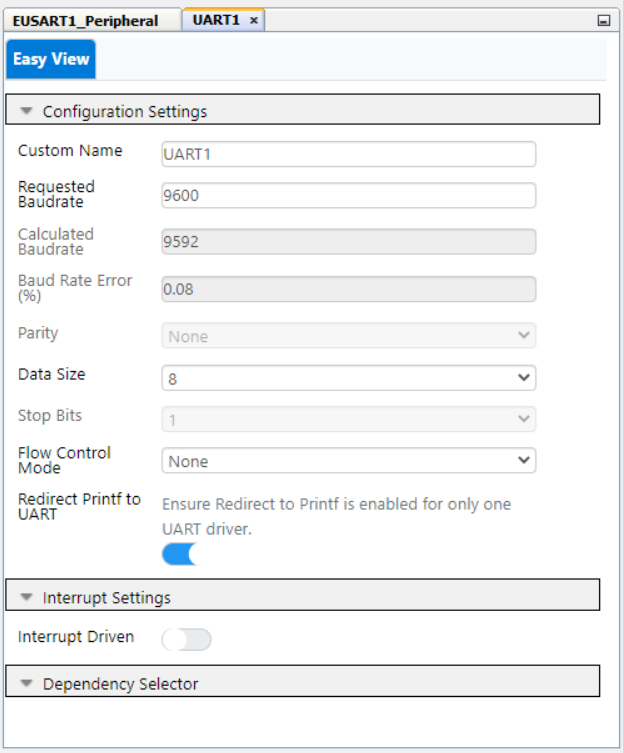 EUSART1_Peripheral
UART1 ×
Easy View
Configuration Settings
Custom Name
UART1
Requested
Baudrate
9600
Calculated
Baudrate
9592
Baud Rate Error
(%)
0.08
Parity
None
Data Size
8
Stop Bits
1
Flow Control
Mode
None
Redirect Printf to
UART
Ensure Redirect to Printf is enabled for only one
UART driver.
Interrupt Settings
Interrupt Driven
Dependency Selector